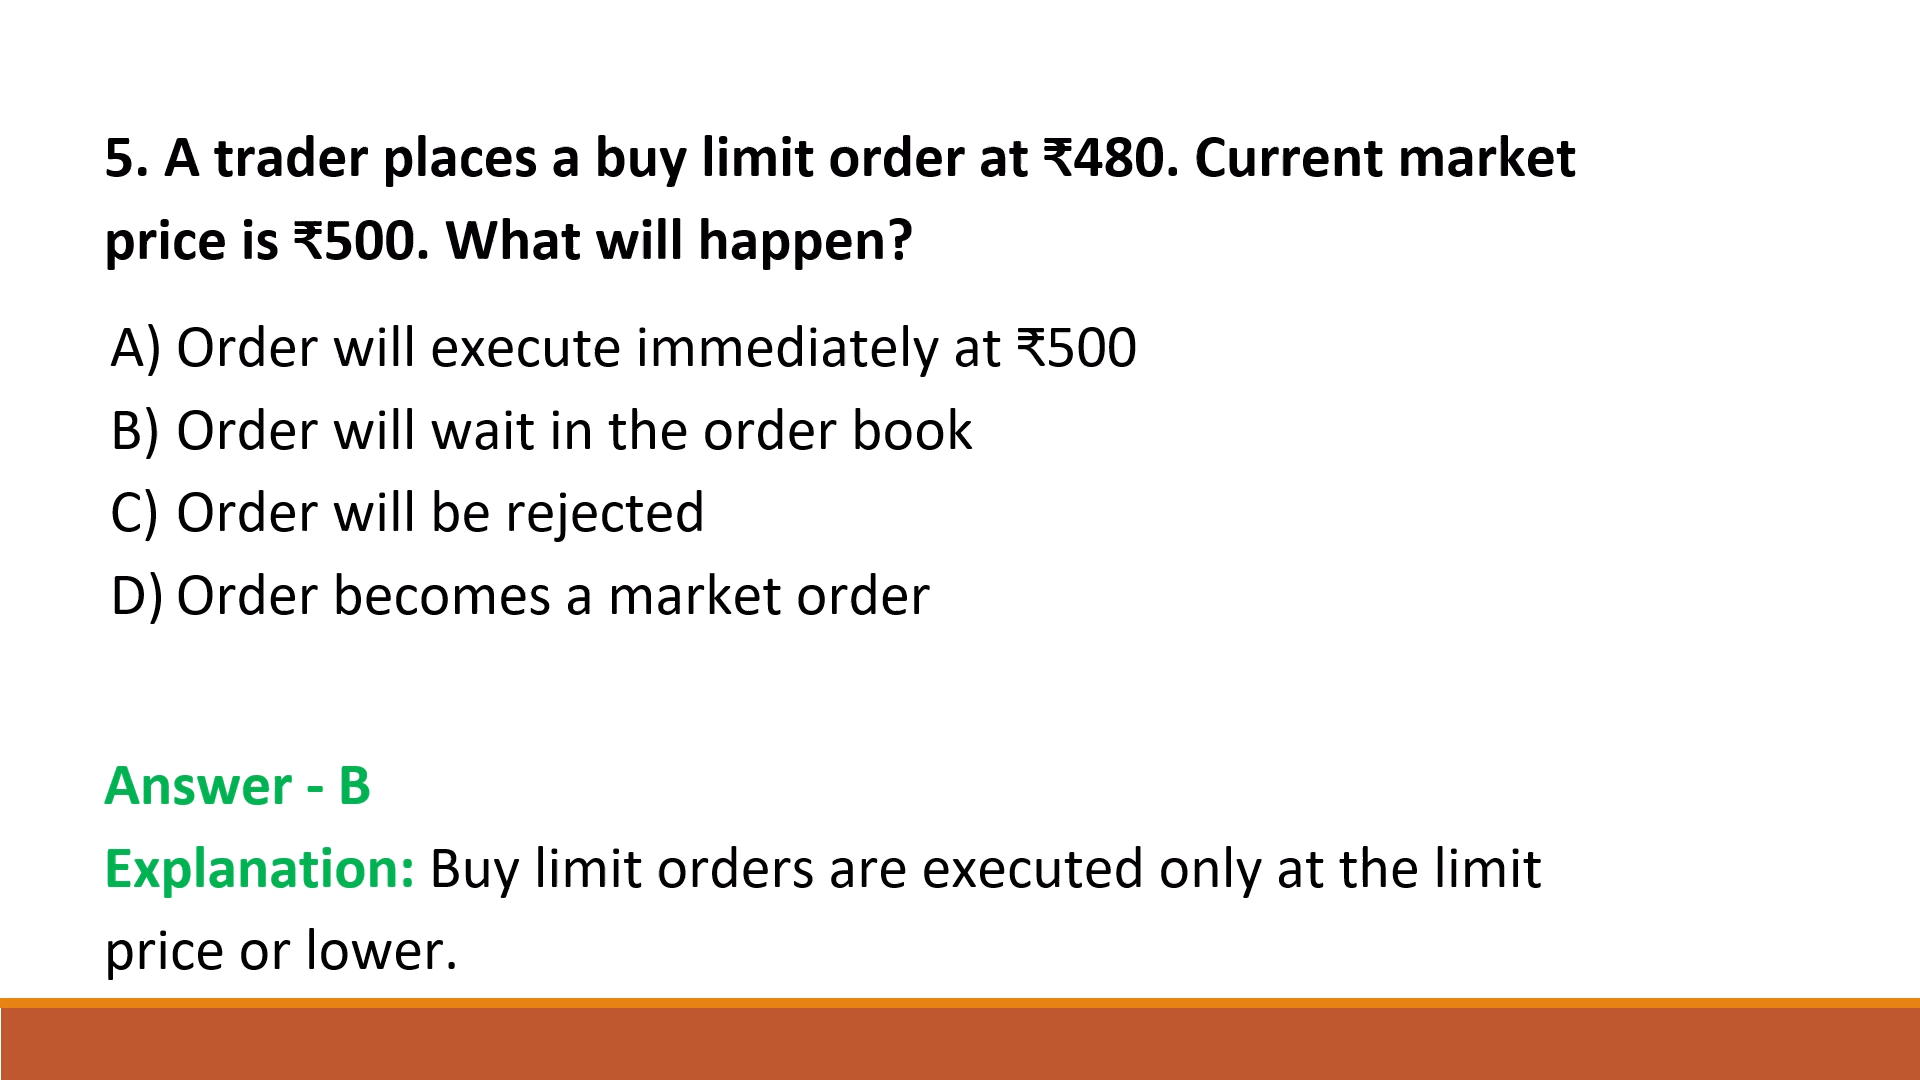 5. A trader places a buy limit order at ₹480. Current market
price is ₹500. What will happen?
A) Order will execute immediately at ₹500
B) Order will wait in the order book
C) Order will be rejected
D) Order becomes a market order
Answer - B
Explanation: Buy limit orders are executed only at the limit
price or lower.